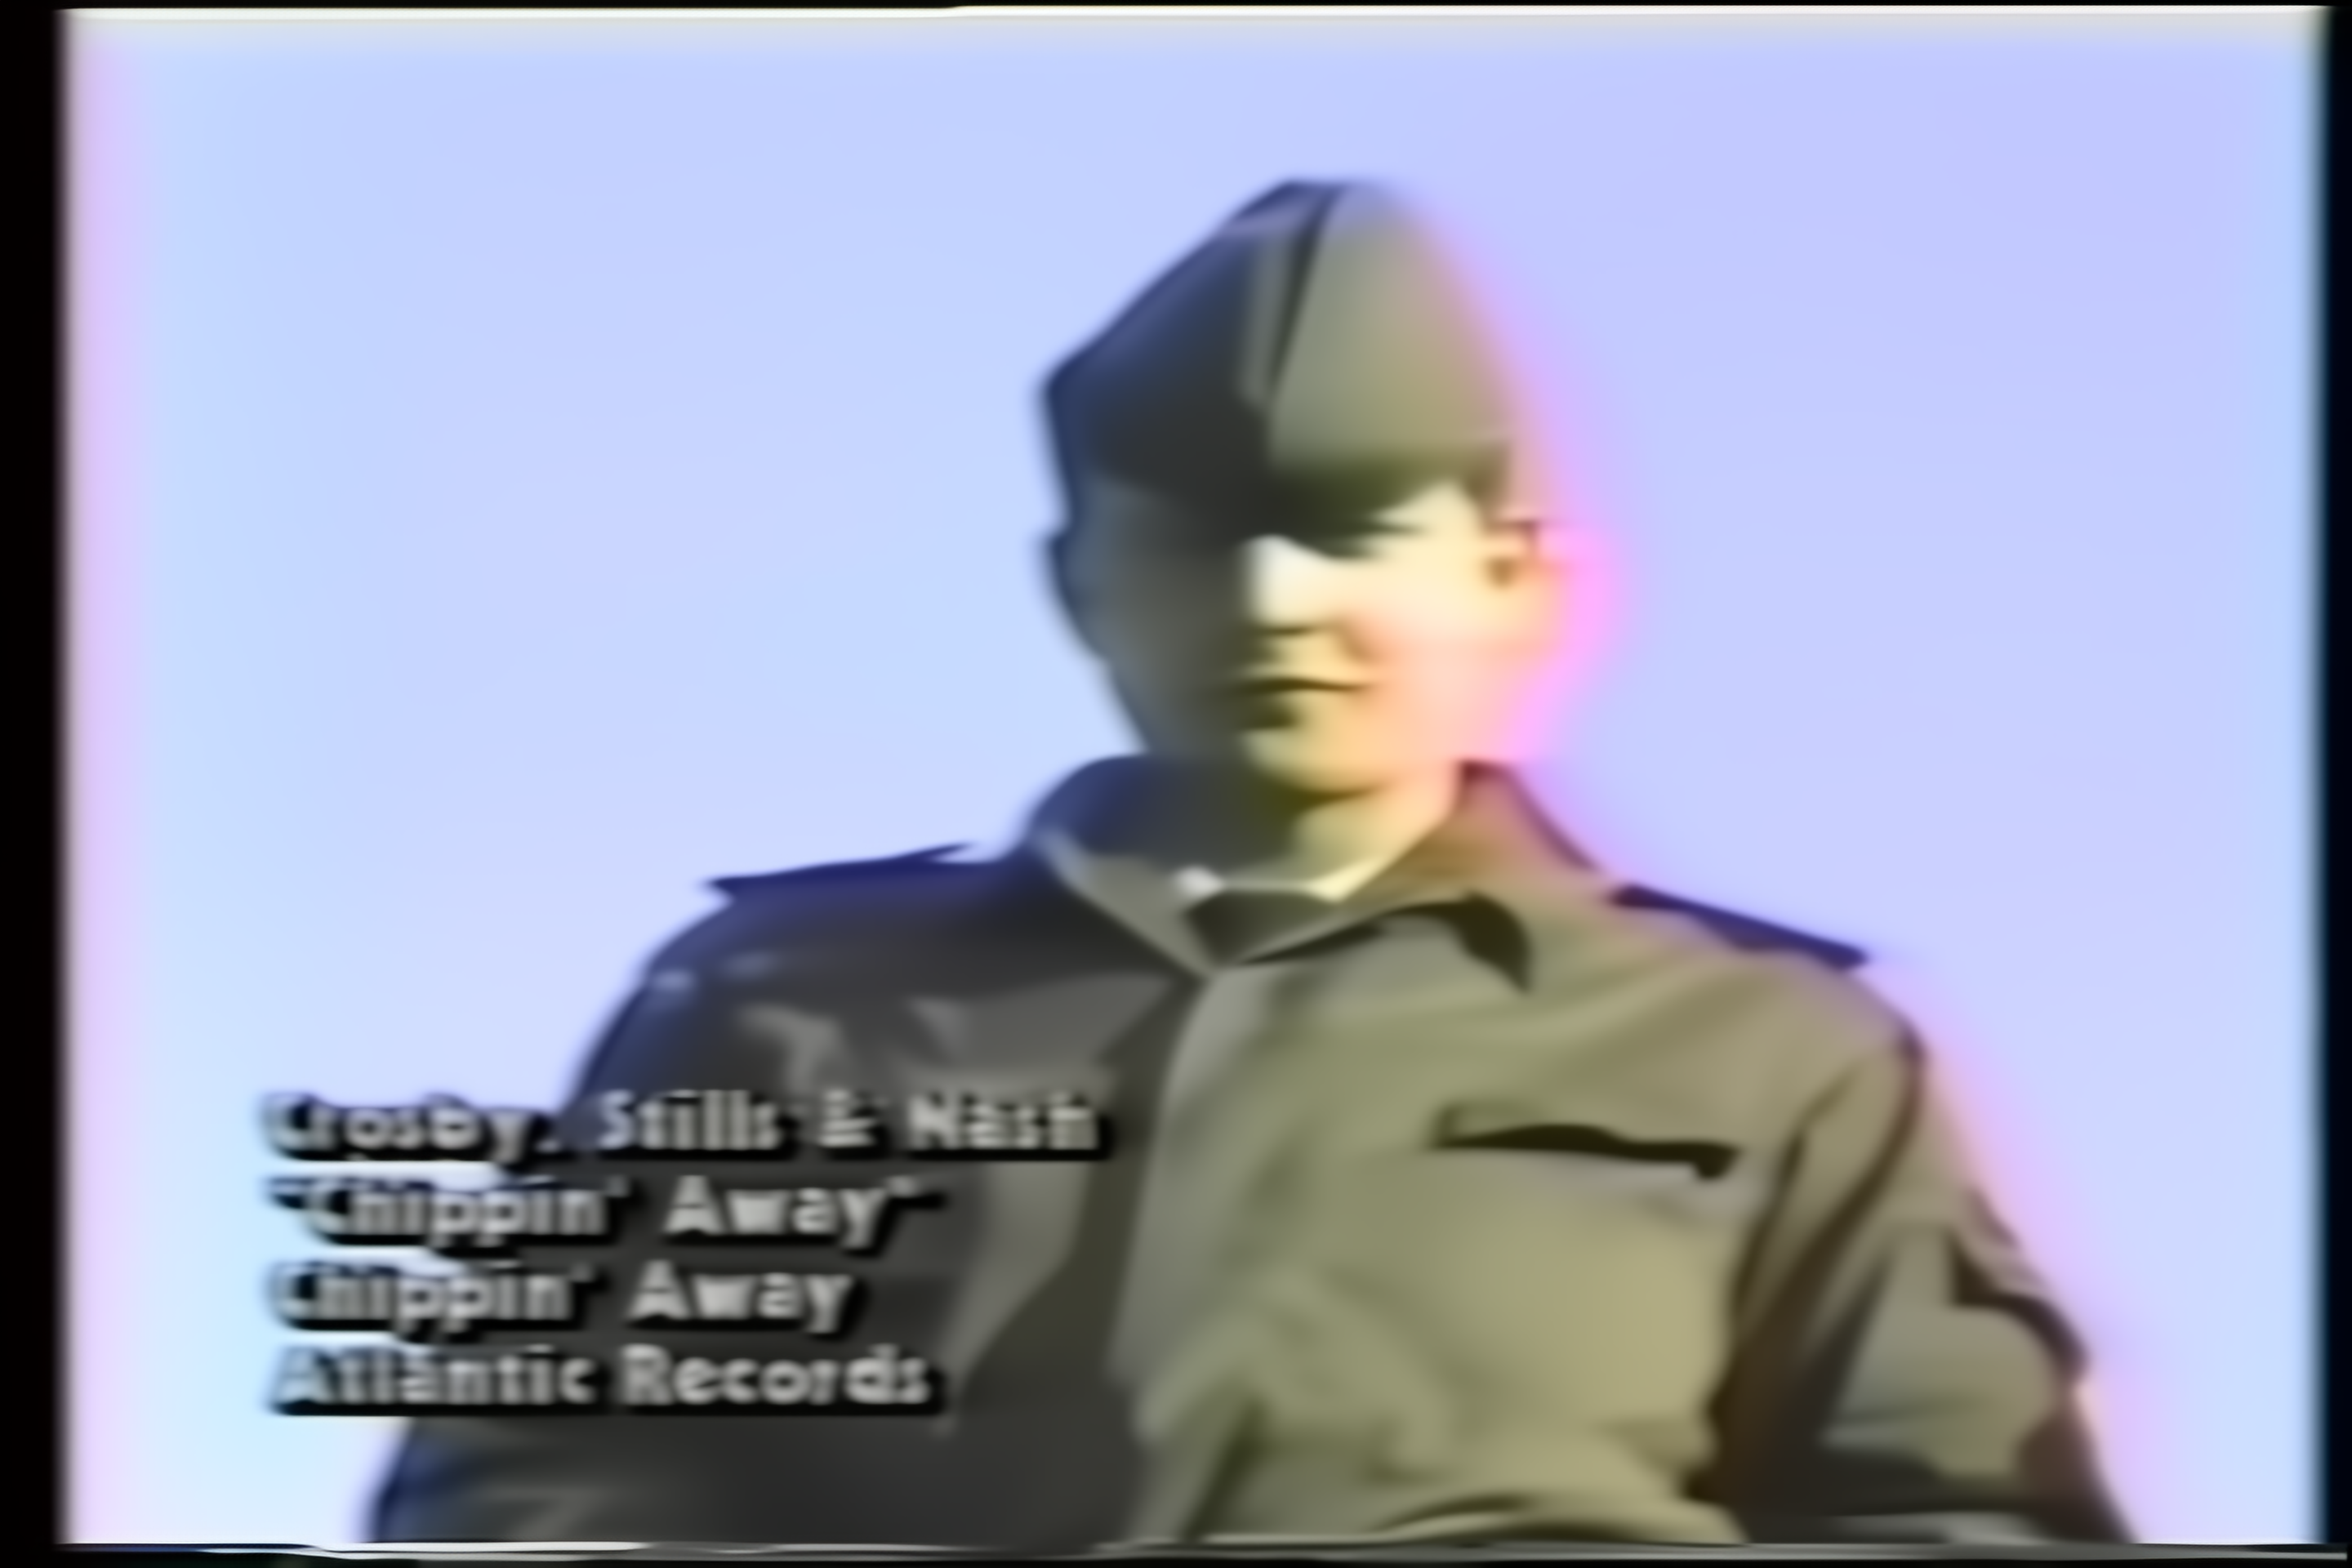 Crosby, Stills & Nash
"Chippin' Away"
Chippin' Away
Atlantic Records